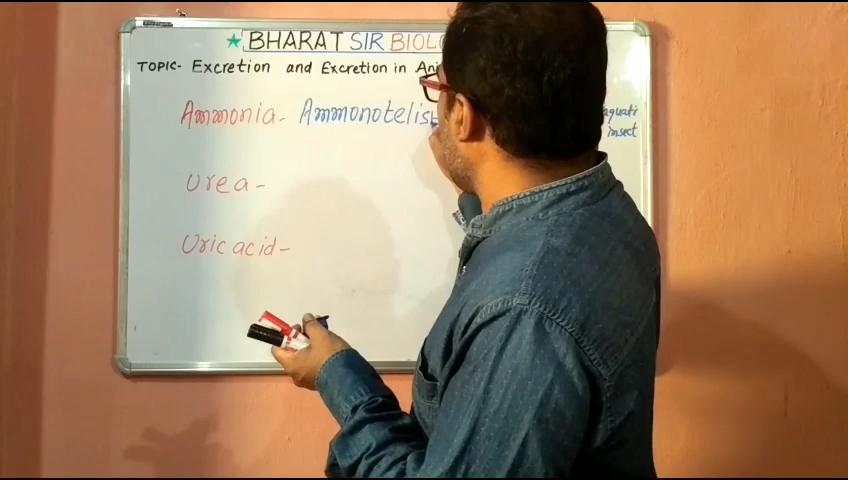 ★ BHARAT SIR BIOLO
TOPIC- Excretion and Excretion in Ani
Ammonia - Ammonotelis
aquati
insect
Urea -
Uric acid -